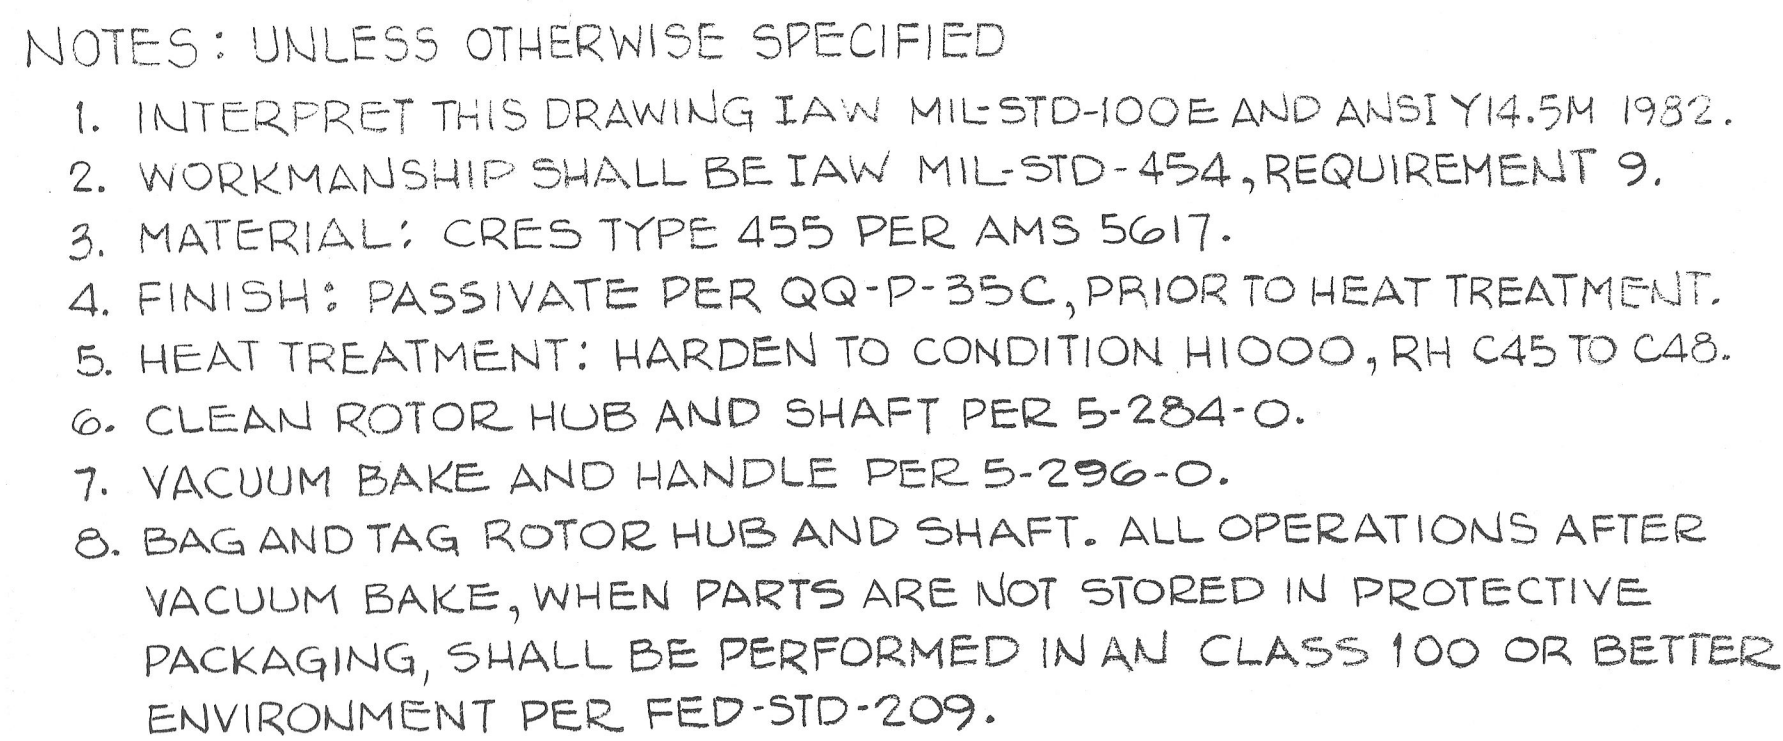 NOTES: UNLESS OTHERWISE SPECIFIED
1. INTERPRET THIS DRAWING IAW MIL-STD-100E AND ANSI Y14.5M 1982.
2. WORKMANSHIP SHALL BE IAW MIL-STD-454, REQUIREMENT 9.
3. MATERIAL: CRES TYPE 455 PER AMS 5617.
4. FINISH: PASSIVATE PER QQ-P-35C, PRIOR TO HEAT TREATMENT.
5. HEAT TREATMENT: HARDEN TO CONDITION H1000, RH C45 TO C48.
6. CLEAN ROTOR HUB AND SHAFT PER 5-284-0.
7. VACUUM BAKE AND HANDLE PER 5-296-0.
8. BAG AND TAG ROTOR HUB AND SHAFT. ALL OPERATIONS AFTER
VACUUM BAKE, WHEN PARTS ARE NOT STORED IN PROTECTIVE
PACKAGING, SHALL BE PERFORMED IN AN CLASS 100 OR BETTER
ENVIRONMENT PER FED-STD-209.